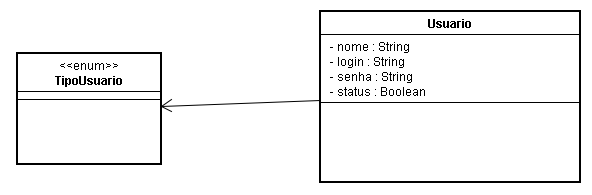 <<enum>>
TipoUsuario
Usuario
- nome : String
- login : String
- senha : String
- status : Boolean